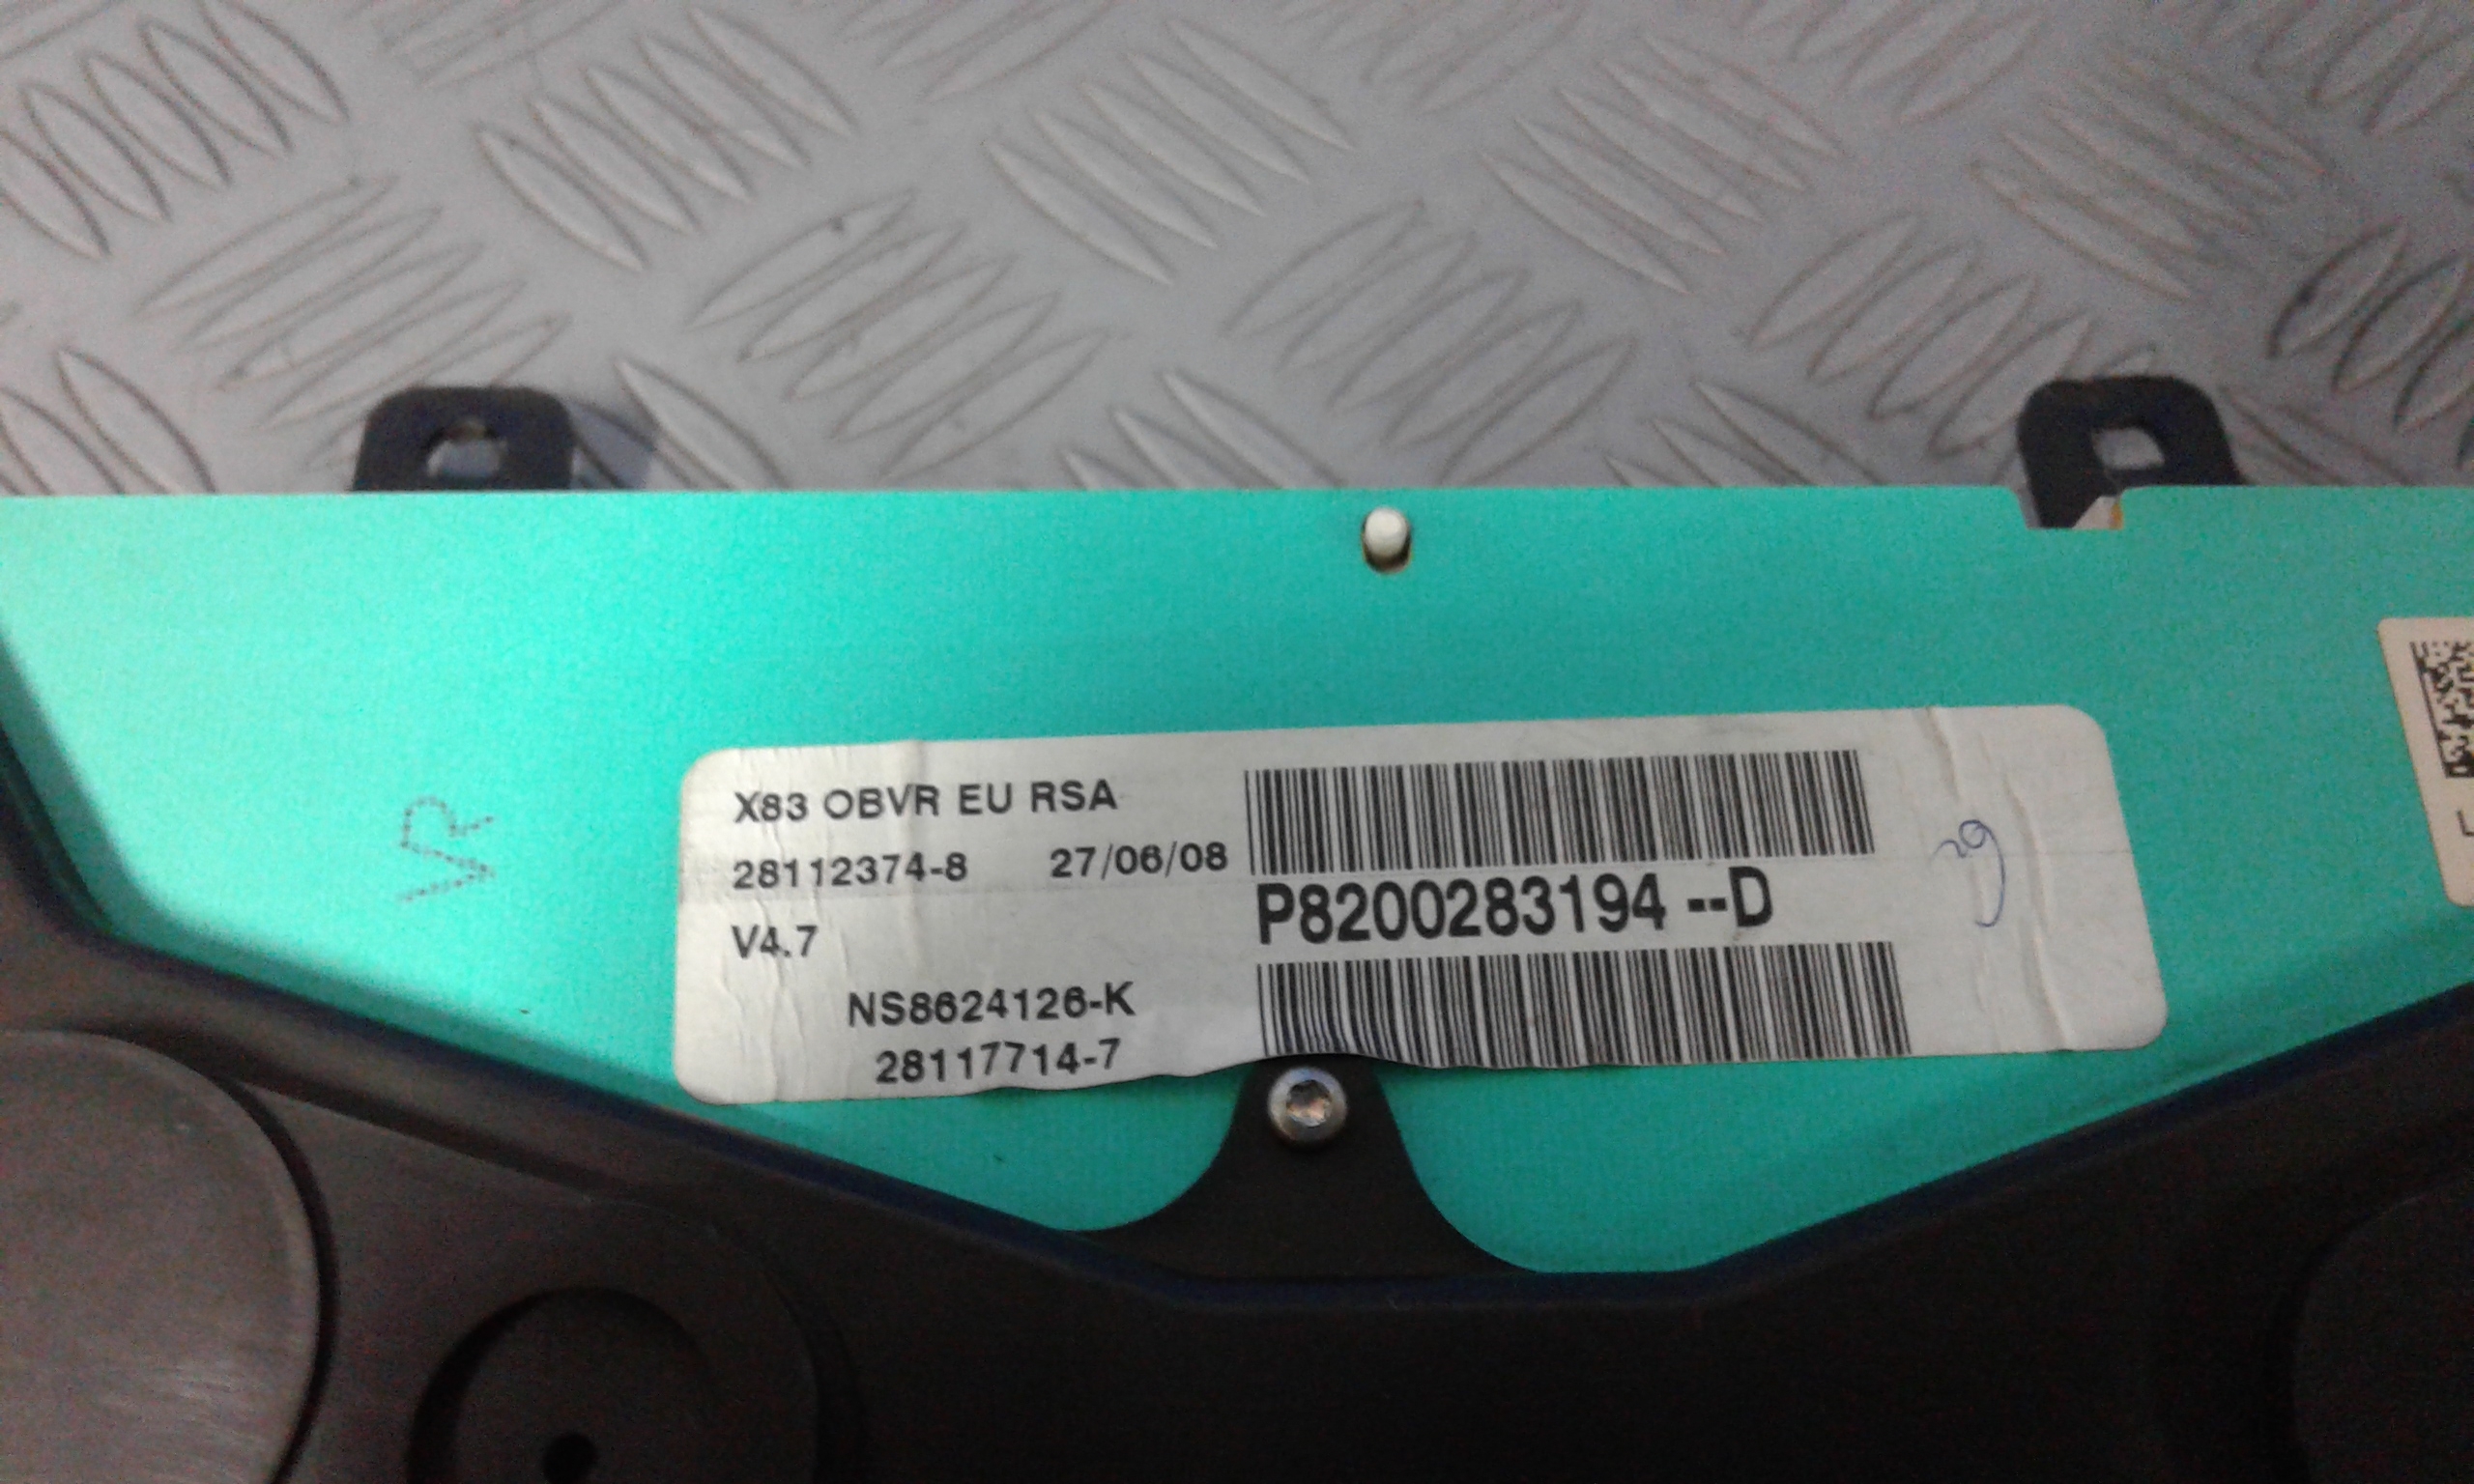 VR
X83 OBVR EU RSA
28112374-8 27/06/08
V4.7
P8200283194 --D
NS8624126-K
28117714-7
L